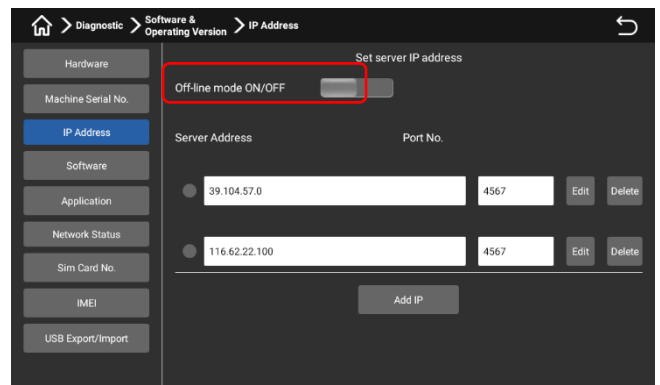 Diagnostic
Software &
Operating Version
IP Address
Hardware
Machine Serial No.
IP Address
Software
Application
Network Status
Sim Card No.
IMEI
USB Export/Import
Set server IP address
Off-line mode ON/OFF
Server Address Port No.
39.104.57.0 4567 Edit Delete
116.62.22.100 4567 Edit Delete
Add IP